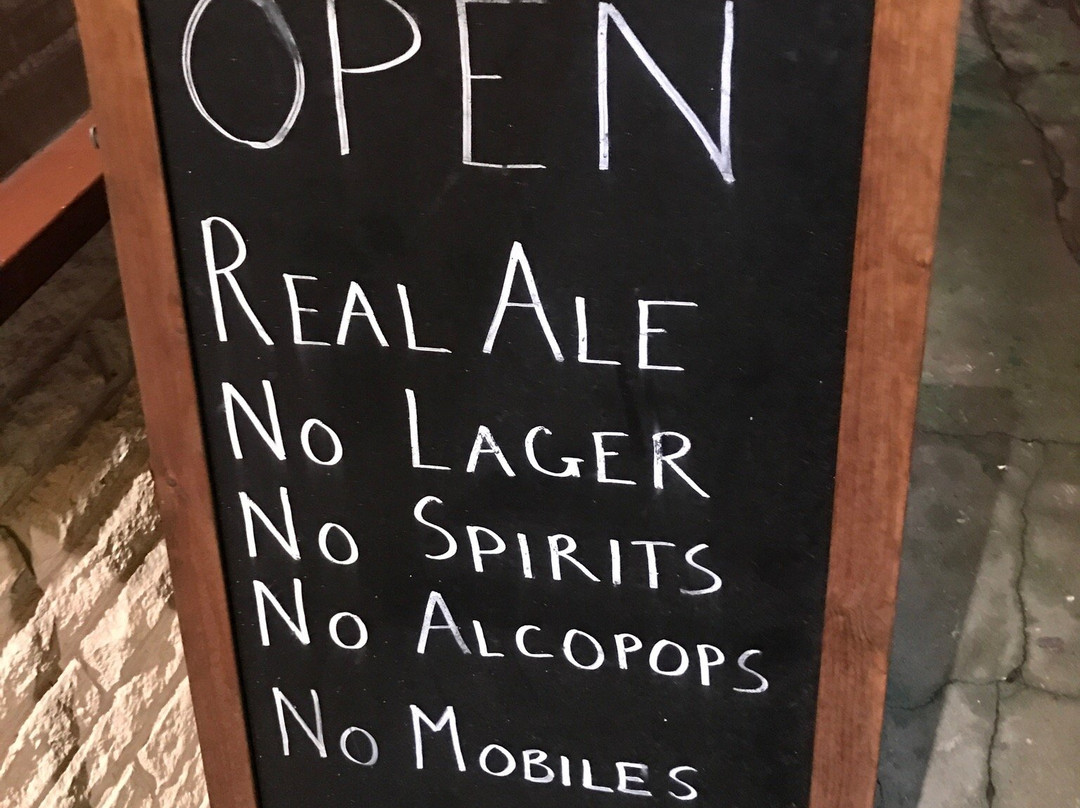 OPEN
REAL ALE
NO LAGER
NO SPIRITS
NO ALCOPOPS
NO MOBILES